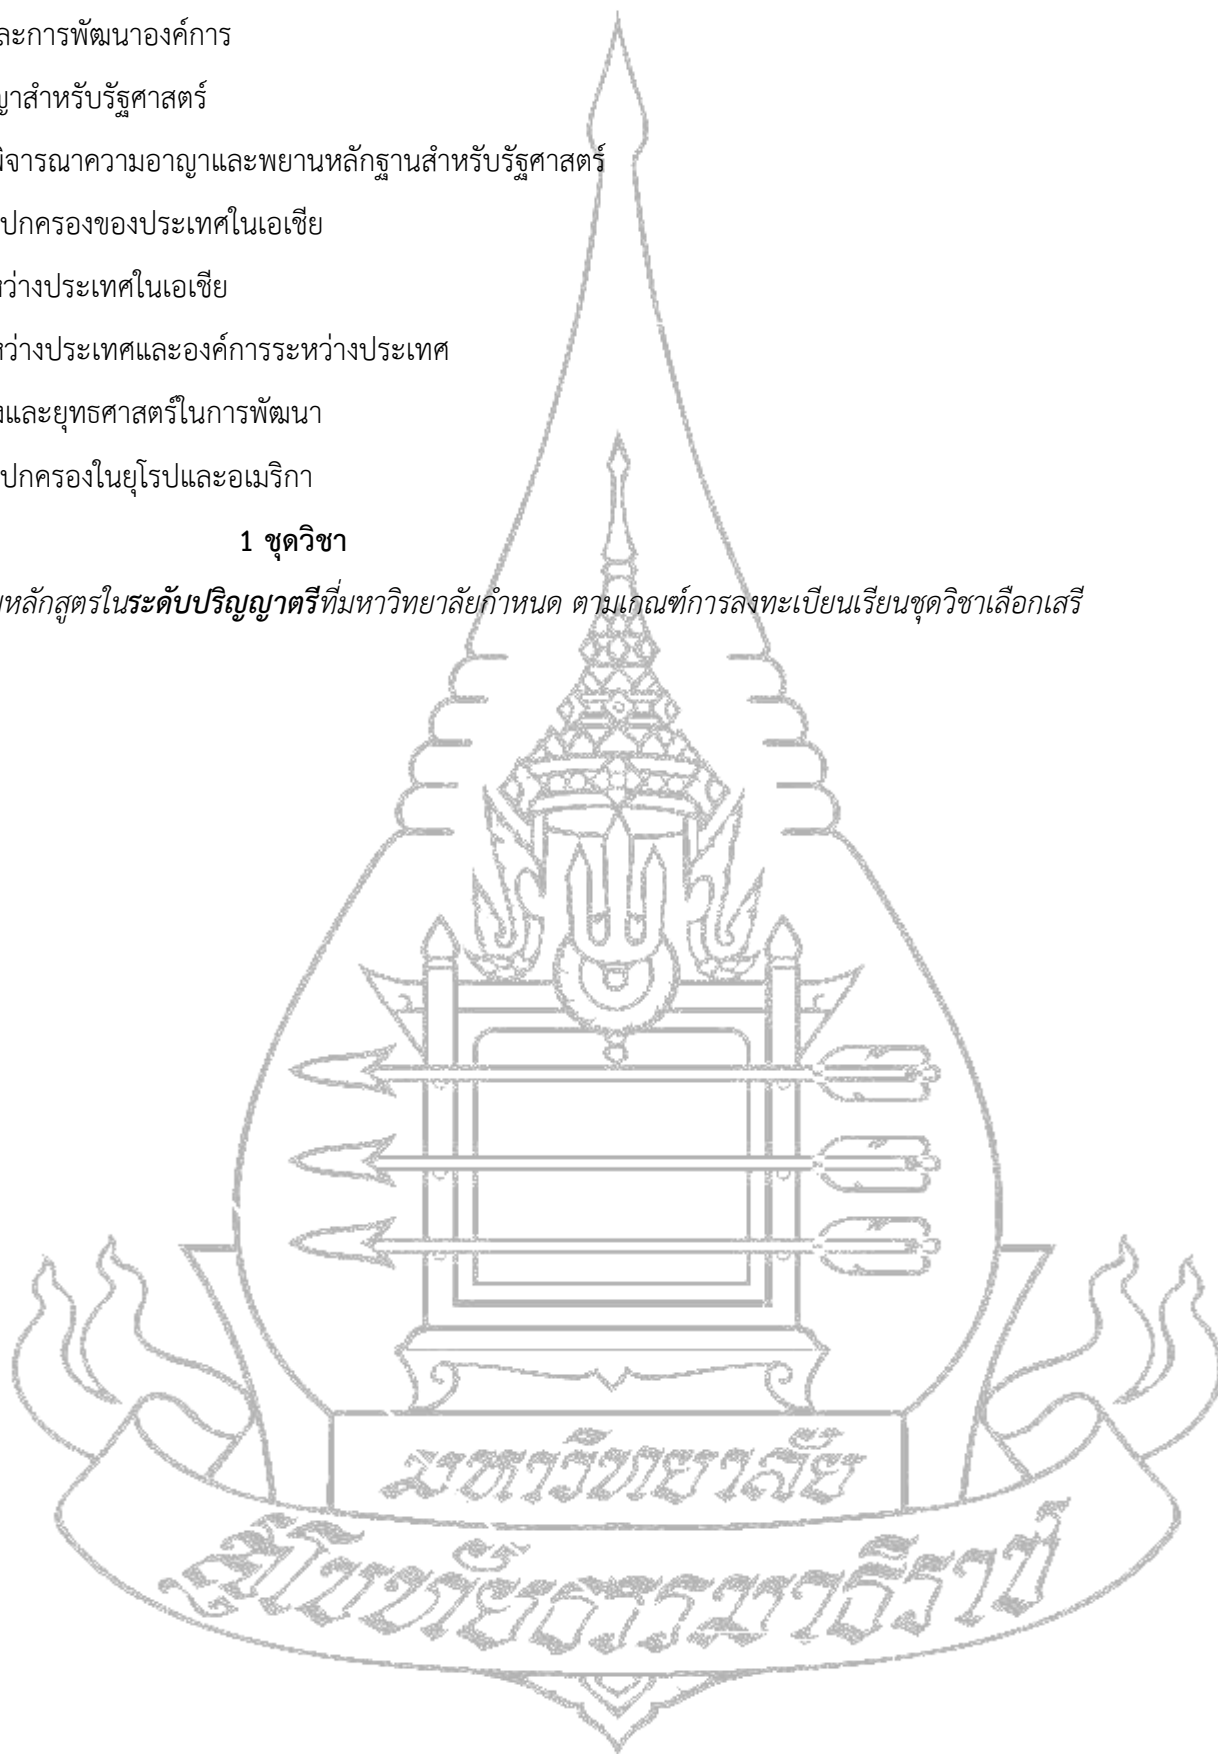 ละการพัฒนาองค์การ
ญาสำหรับรัฐศาสตร์
พิจารณาความอาญาและพยานหลักฐานสำหรับรัฐศาสตร์
ปกครองของประเทศในเอเชีย
หว่างประเทศในเอเชีย
หว่างประเทศและองค์การระหว่างประเทศ
งและยุทธศาสตร์ในการพัฒนา
ปกครองในยุโรปและอเมริกา
1 ชุดวิชา
หลักสูตรในระดับปริญญาตรีที่มหาวิทยาลัยกำหนด ตามเกณฑ์การลงทะเบียนเรียนชุดวิชาเลือกเสรี
มหาวิทยาลัย
สุโขทัยธรรมาธิราช